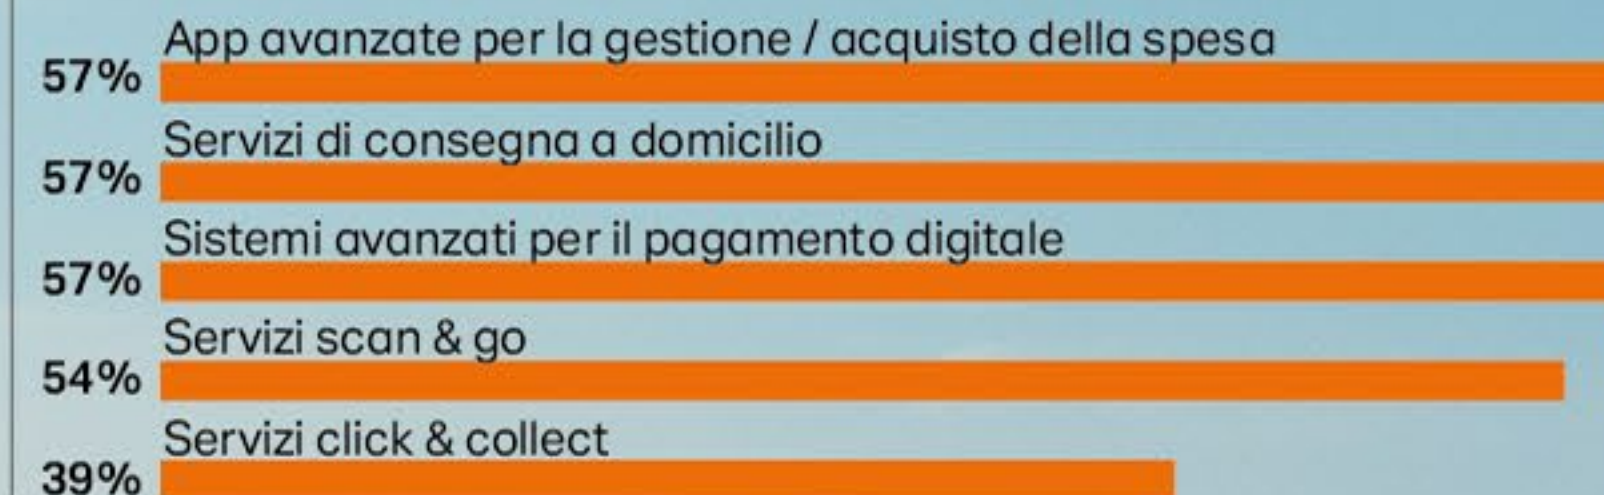 App avanzate per la gestione / acquisto della spesa
57%
Servizi di consegna a domicilio
57%
Sistemi avanzati per il pagamento digitale
57%
Servizi scan & go
54%
Servizi click & collect
39%